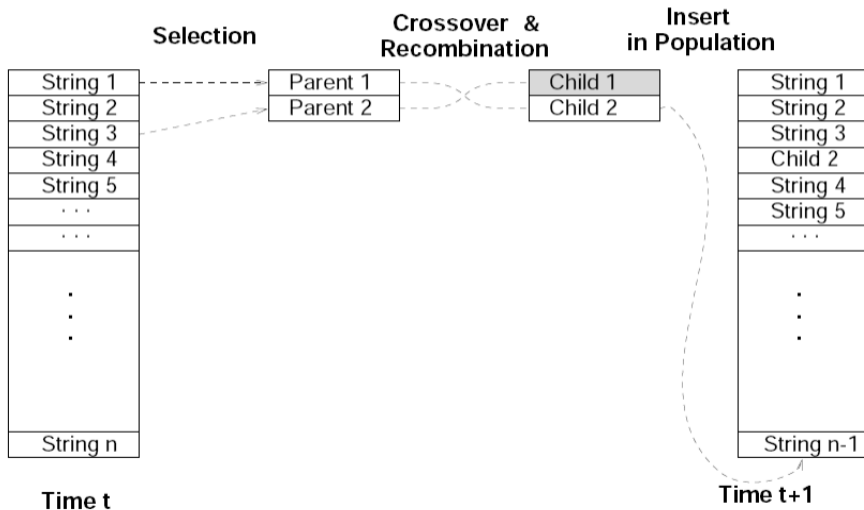 Selection
Crossover &
Recombination
Insert
in Population
String 1
String 2
String 3
String 4
String 5
. . .
. . .
.
.
.
String n
Time t
Parent 1
Parent 2
Child 1
Child 2
String 1
String 2
String 3
Child 2
String 4
String 5
. . .
.
.
.
String n-1
Time t+1